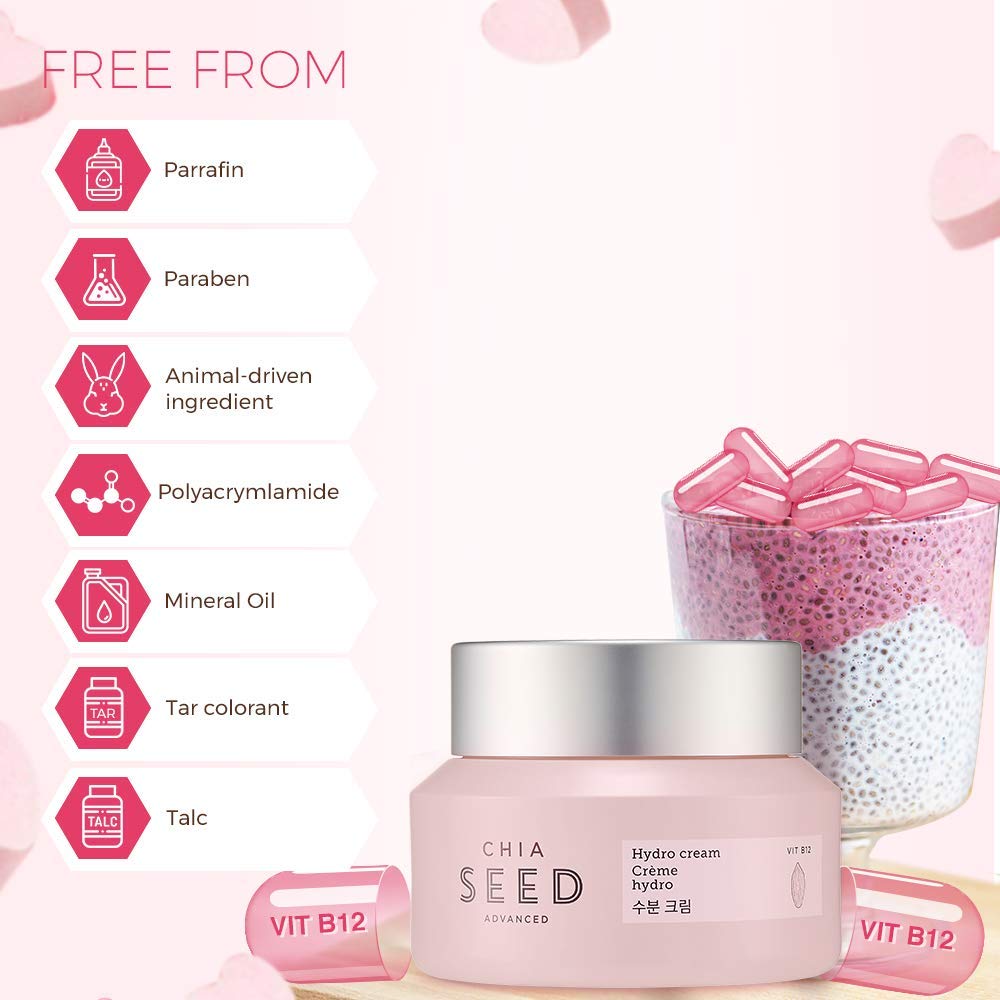 FREE FROM
Parrafin
Paraben
Animal-driven
ingredient
Polyacrymlamide
Mineral Oil
TAR
Tar colorant
TALC
Talc
CHIA
SEED
ADVANCED
Hydro cream
Crème
hydro
수분 크림
VIT B12
VIT B12
VIT B12